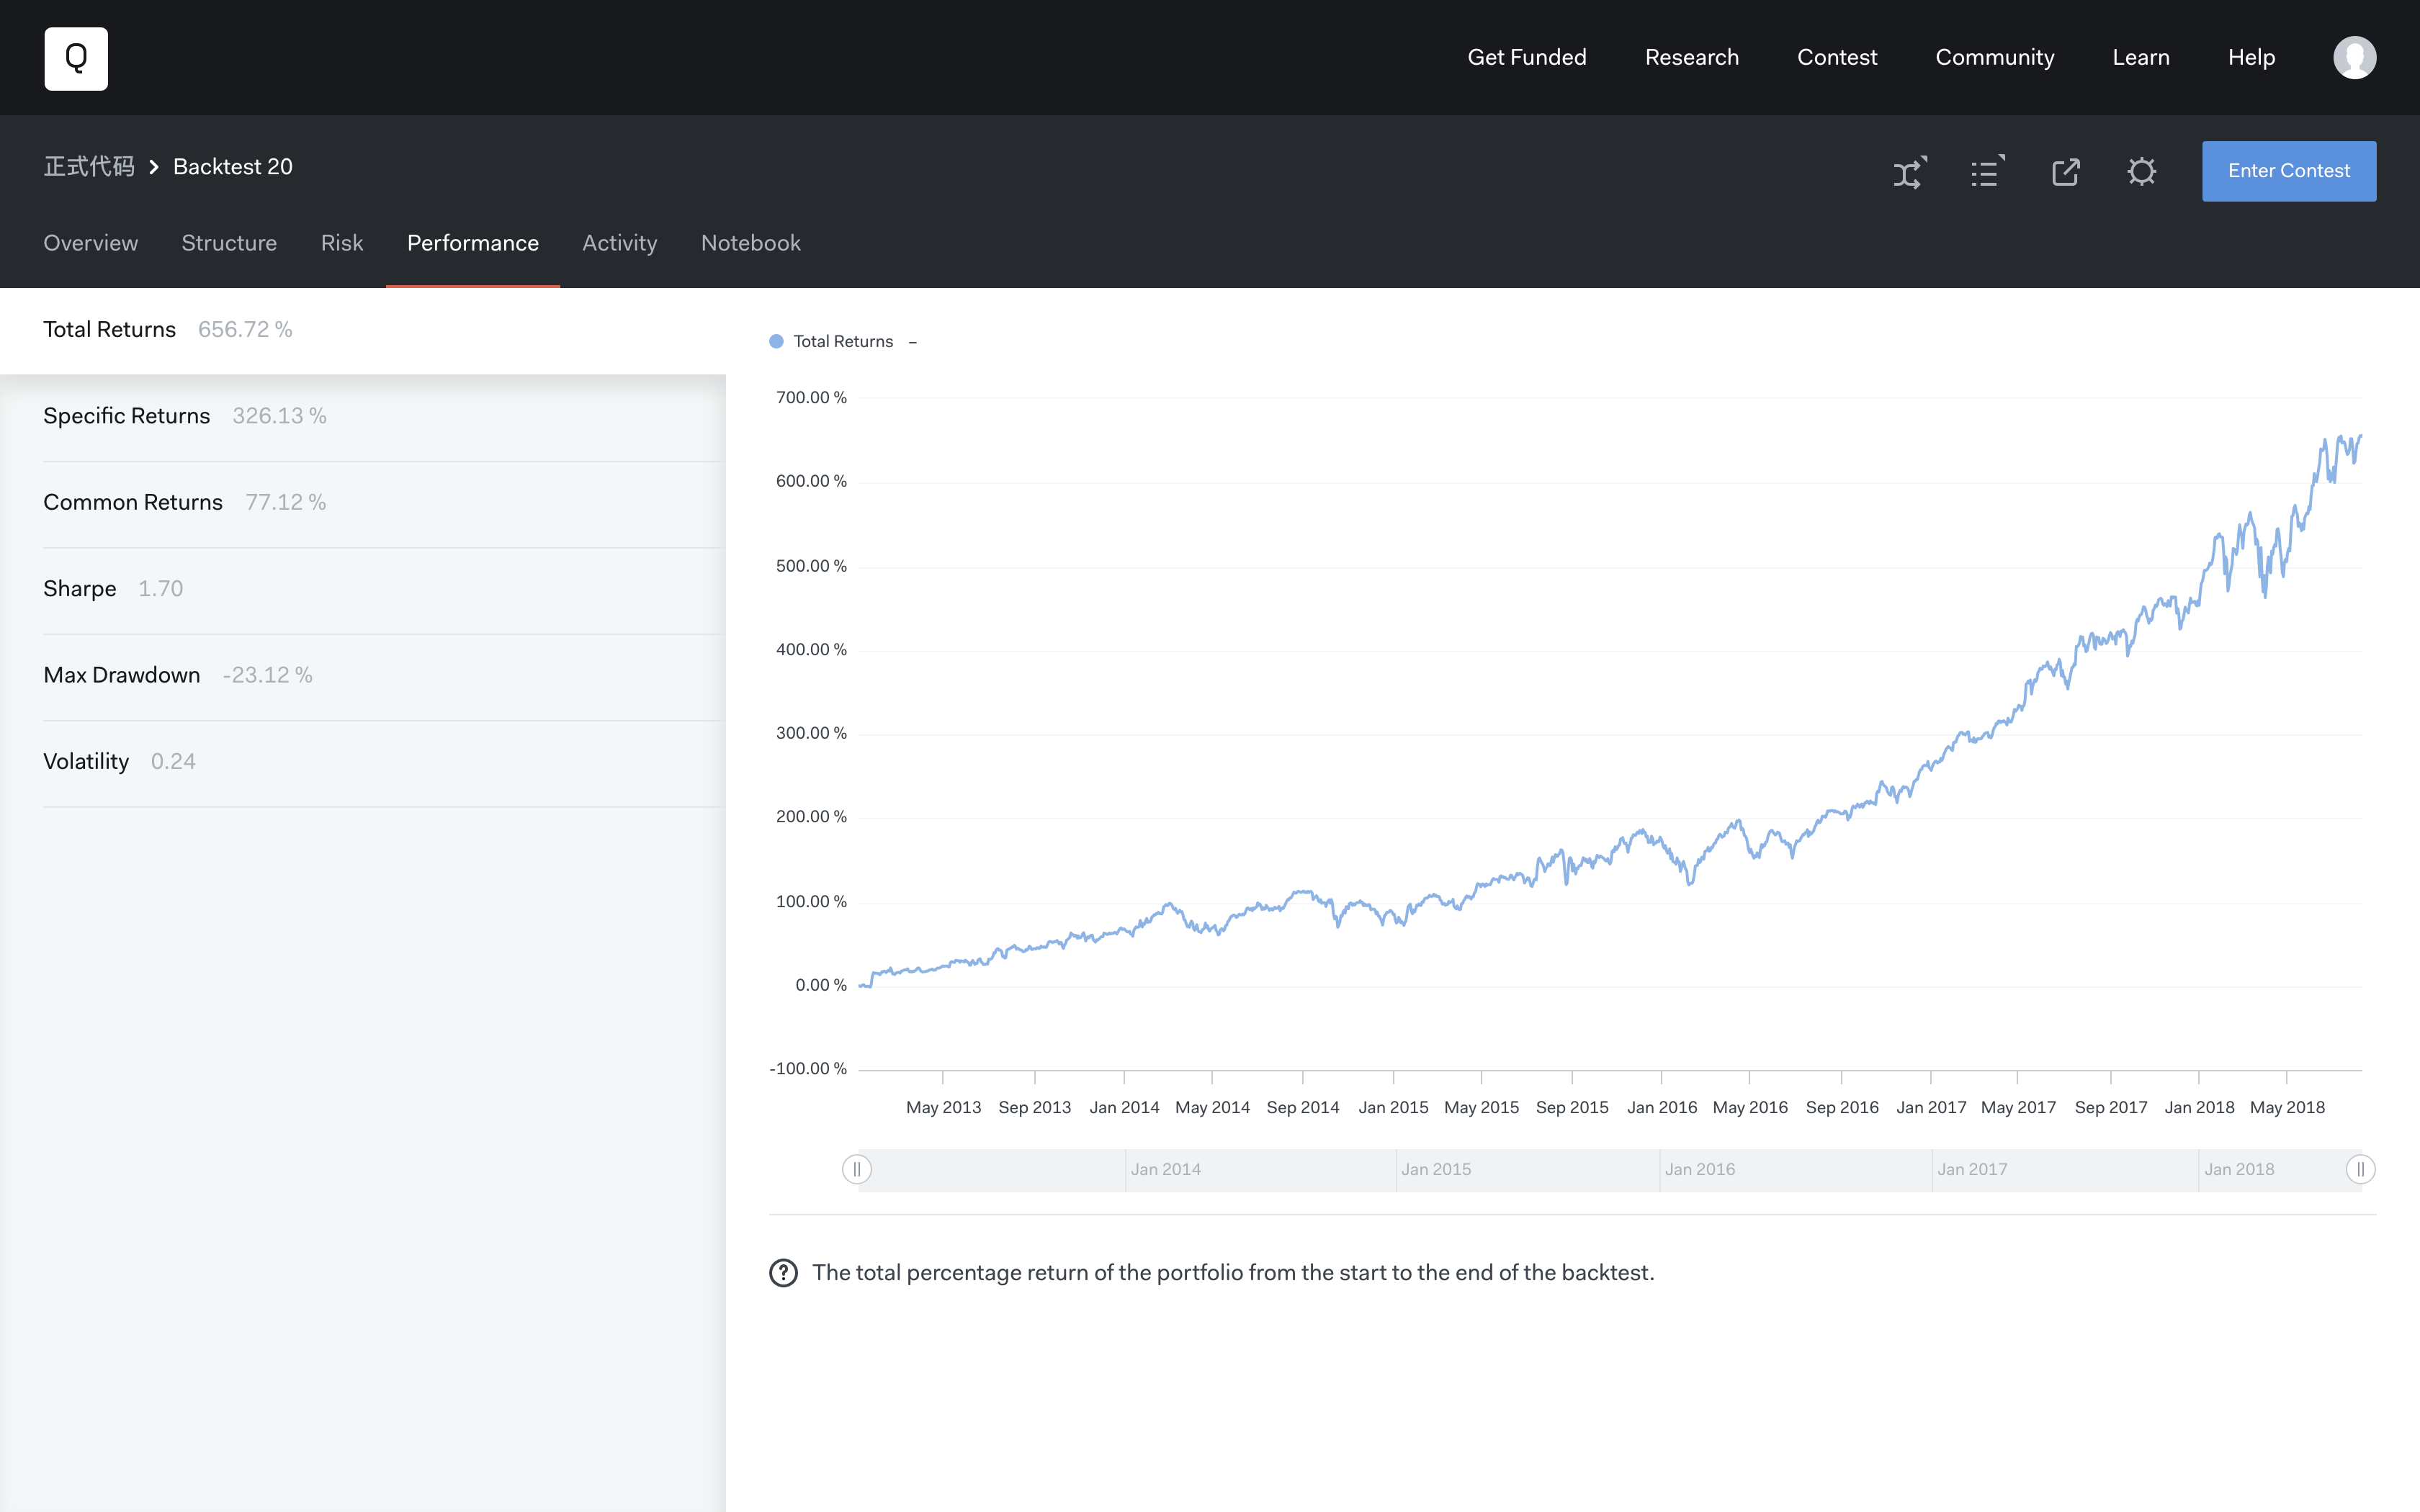 Q
Get Funded Research Contest Community Learn Help
正式代码 Backtest 20
Enter Contest
Overview Structure Risk Performance Activity Notebook
Total Returns 656.72 %
Specific Returns 326.13 %
Common Returns 77.12 %
Sharpe 1.70
Max Drawdown -23.12 %
Volatility 0.24
Total Returns –
700.00 %
600.00 %
500.00 %
400.00 %
300.00 %
200.00 %
100.00 %
0.00 %
-100.00 %
May 2013 Sep 2013 Jan 2014 May 2014 Sep 2014 Jan 2015 May 2015 Sep 2015 Jan 2016 May 2016 Sep 2016 Jan 2017 May 2017 Sep 2017 Jan 2018 May 2018
Jan 2014 Jan 2015 Jan 2016 Jan 2017 Jan 2018
? The total percentage return of the portfolio from the start to the end of the backtest.